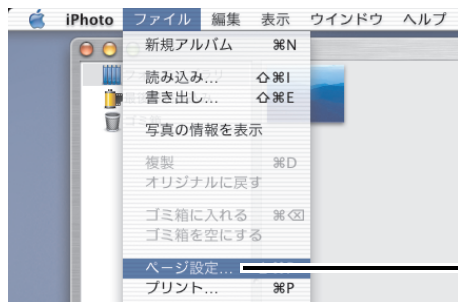 iPhoto ファイル 編集 表示 ウインドウ ヘルプ
新規アルバム ⌘N
読み込み... ⇧⌘I
書き出し... ⇧⌘E
写真の情報を表示
複製 ⌘D
オリジナルに戻す
ゴミ箱に入れる ⌘⌫
ゴミ箱を空にする
ページ設定...
プリント... ⌘P